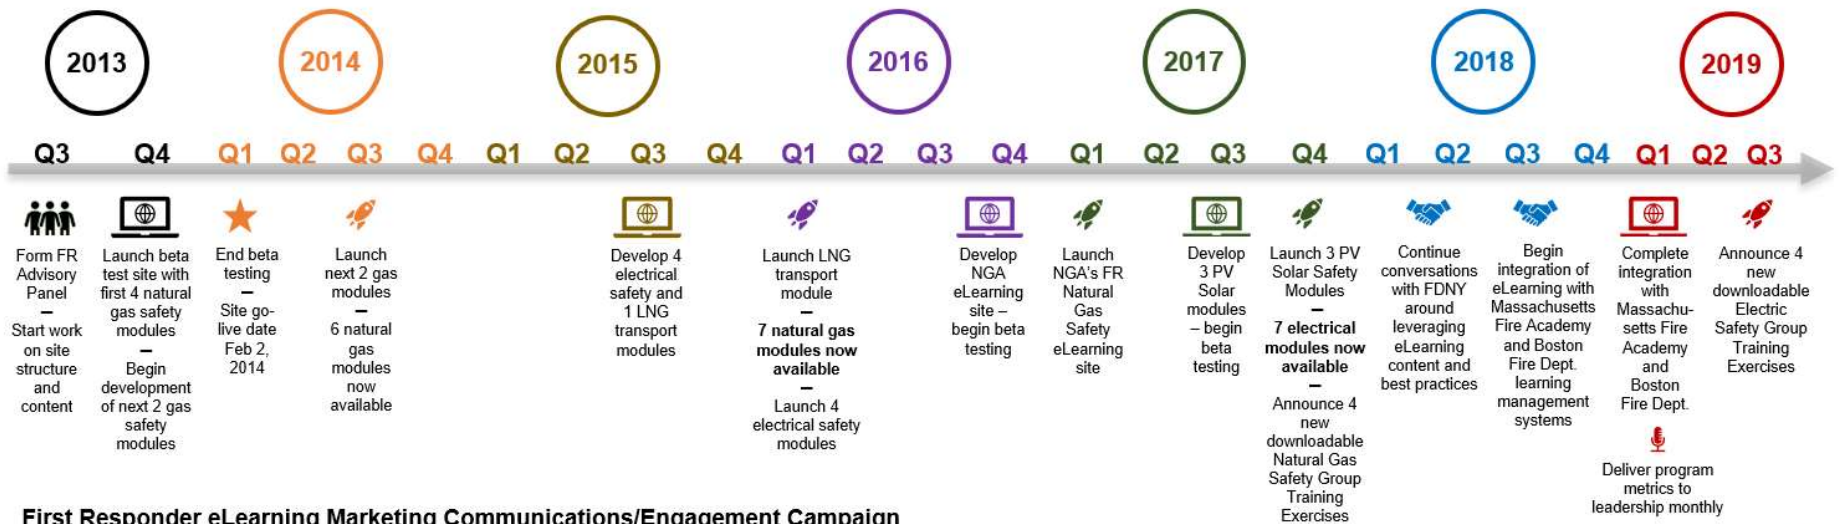 2013
2014
2015
2016
2017
2018
2019
Q3 Q4 Q1 Q2 Q3 Q4 Q1 Q2 Q3 Q4 Q1 Q2 Q3 Q4 Q1 Q2 Q3 Q4 Q1 Q2 Q3 Q4 Q1 Q2 Q3
Form FR
Advisory
Panel
–
Start work
on site
structure
and
content
Launch beta
test site with
first 4 natural
gas safety
modules
–
Begin
development
of next 2 gas
safety
modules
End beta
testing
–
Site go-
live date
Feb 2,
2014
Launch
next 2 gas
modules
–
6 natural
gas
modules
now
available
Develop 4
electrical
safety and
1 LNG
transport
modules
Launch LNG
transport
module
–
7 natural gas
modules now
available
–
Launch 4
electrical safety
modules
Develop
NGA
eLearning
site –
begin beta
testing
Launch
NGA's FR
Natural
Gas
Safety
eLearning
site
Develop
3 PV
Solar
modules
– begin
beta
testing
Launch 3 PV
Solar Safety
Modules
–
7 electrical
modules now
available
–
Announce 4
new
downloadable
Natural Gas
Safety Group
Training
Exercises
Continue
conversations
with FDNY
around
leveraging
eLearning
content and
best practices
Begin
integration of
eLearning with
Massachusetts
Fire Academy
and Boston
Fire Dept.
learning
management
systems
Complete
integration
with
Massachu-
setts Fire
Academy
and
Boston
Fire Dept.
Deliver program
metrics to
leadership monthly
Announce 4
new
downloadable
Electric
Safety Group
Training
Exercises
First Responder eLearning Marketing Communications/Engagement Campaign